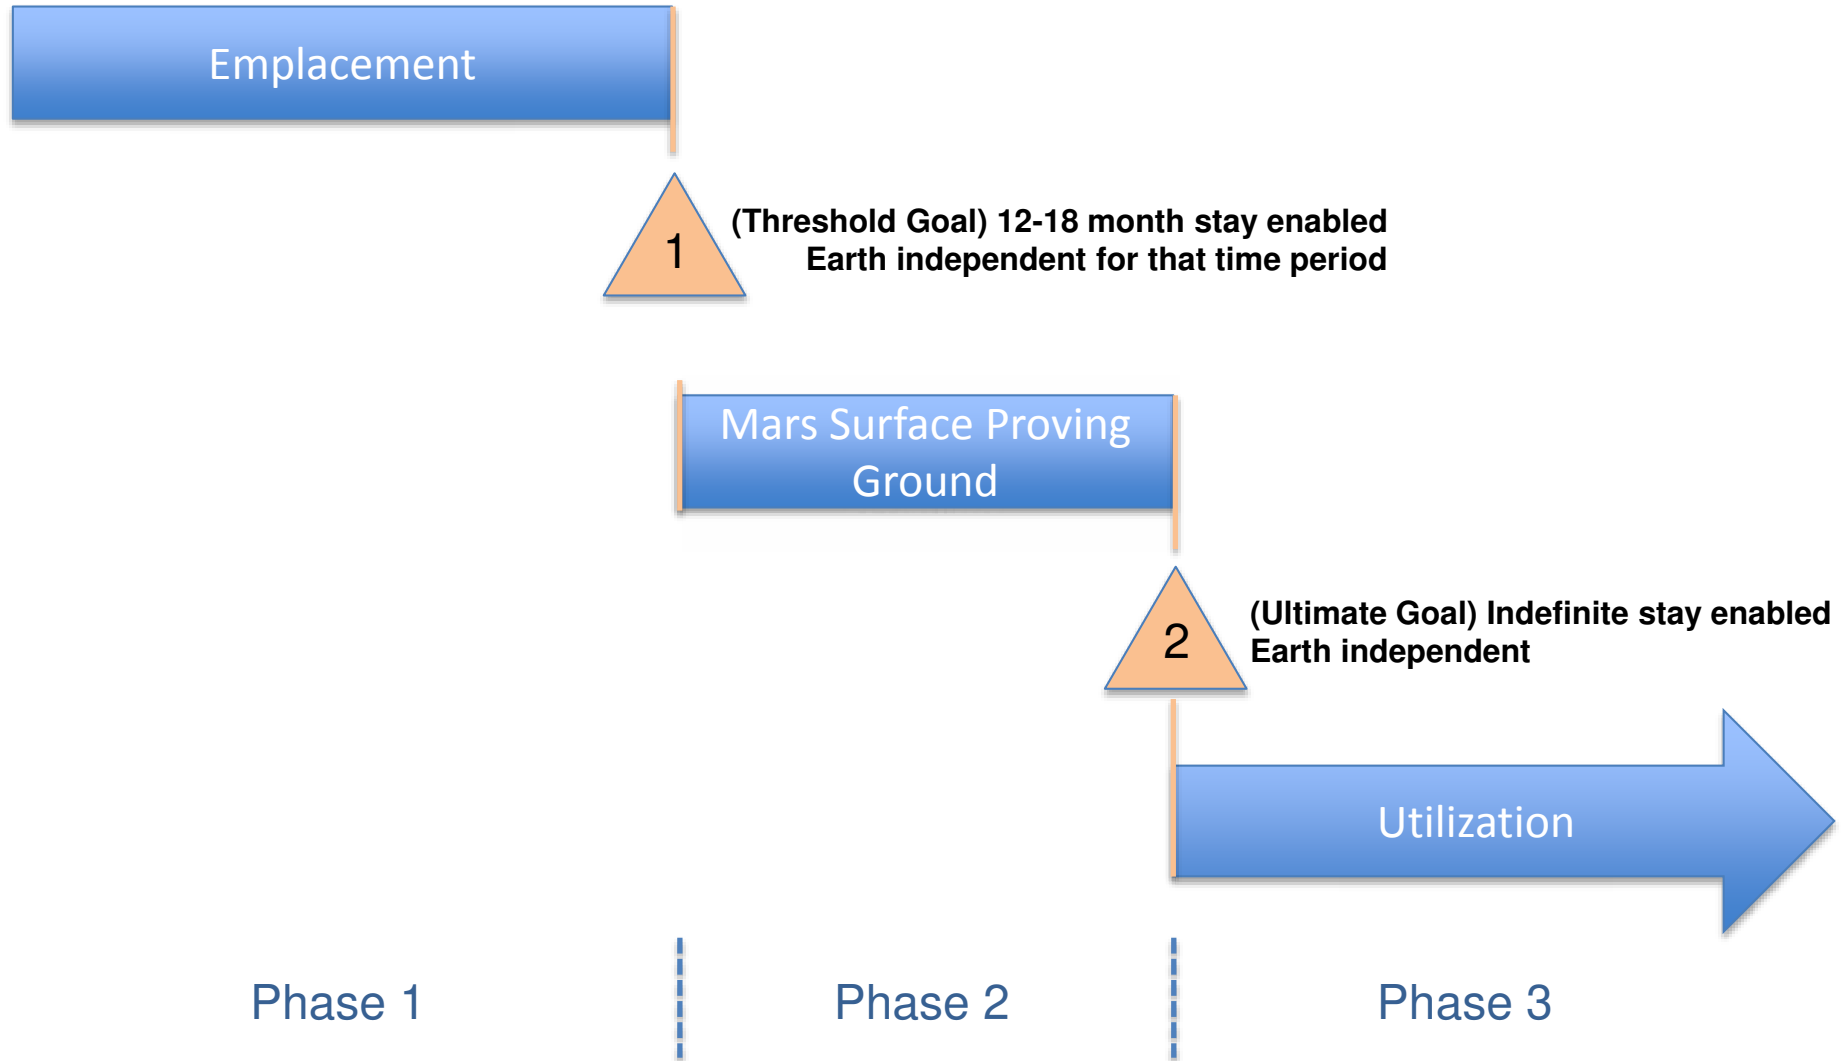 Emplacement
1
(Threshold Goal) 12-18 month stay enabled
Earth independent for that time period
Mars Surface Proving
Ground
2
(Ultimate Goal) Indefinite stay enabled
Earth independent
Utilization
Phase 1
Phase 2
Phase 3